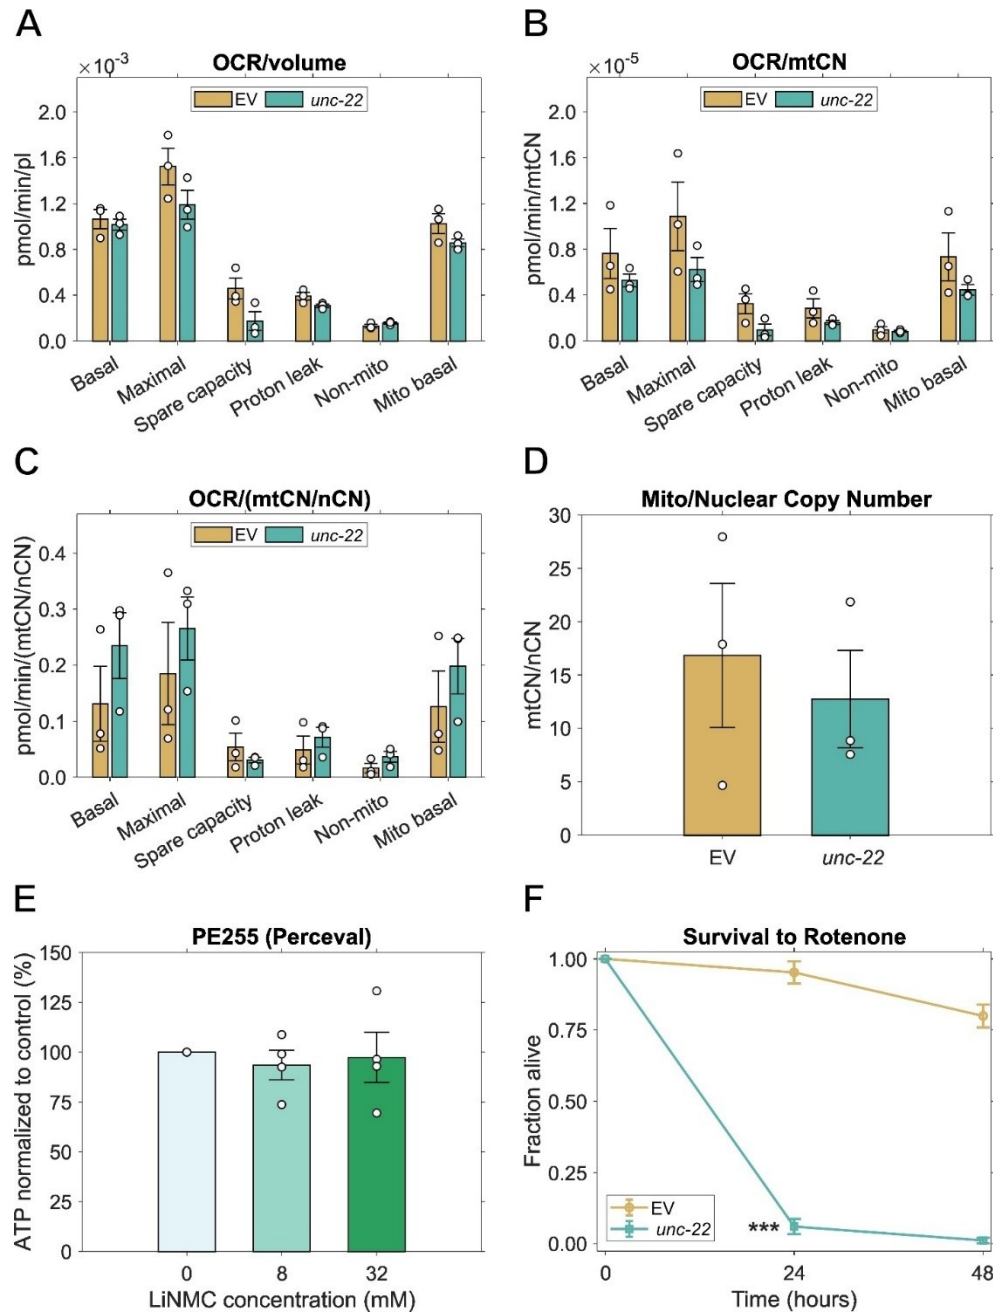 A
OCR/volume
×10⁻³
EV unc-22
pmol/min/pl
2.0
1.6
1.2
0.8
0.4
0.0
Basal
Maximal
Spare capacity
Proton leak
Non-mito
Mito basal
B
OCR/mtCN
×10⁻⁵
EV unc-22
pmol/min/mtCN
2.0
1.6
1.2
0.8
0.4
0.0
Basal
Maximal
Spare capacity
Proton leak
Non-mito
Mito basal
C
OCR/(mtCN/nCN)
EV unc-22
pmol/min/(mtCN/nCN)
0.4
0.3
0.2
0.1
0.0
Basal
Maximal
Spare capacity
Proton leak
Non-mito
Mito basal
D
Mito/Nuclear Copy Number
mtCN/nCN
30
25
20
15
10
5
0
EV unc-22
E
PE255 (Perceval)
ATP normalized to control (%)
150
125
100
75
50
25
0
0 8 32
LiNMC concentration (mM)
F
Survival to Rotenone
Fraction alive
1.00
0.75
0.50
0.25
0.00
EV
unc-22
***
0 24 48
Time (hours)